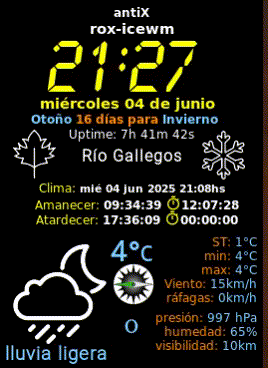 antiX
rox-icewm
21:27
miércoles 04 de junio
Otoño 16 días para Invierno
Uptime: 7h 41m 42s
Río Gallegos
Clima: mié 04 jun 2025 21:08hs
Amanecer: 09:34:39 12:07:28
Atardecer: 17:36:09 00:00:00
4°C
ST: 1°C
min: 4°C
max: 4°C
Viento: 15km/h
ráfagas: 0km/h
O
presión: 997 hPa
humedad: 65%
visibilidad: 10km
lluvia ligera